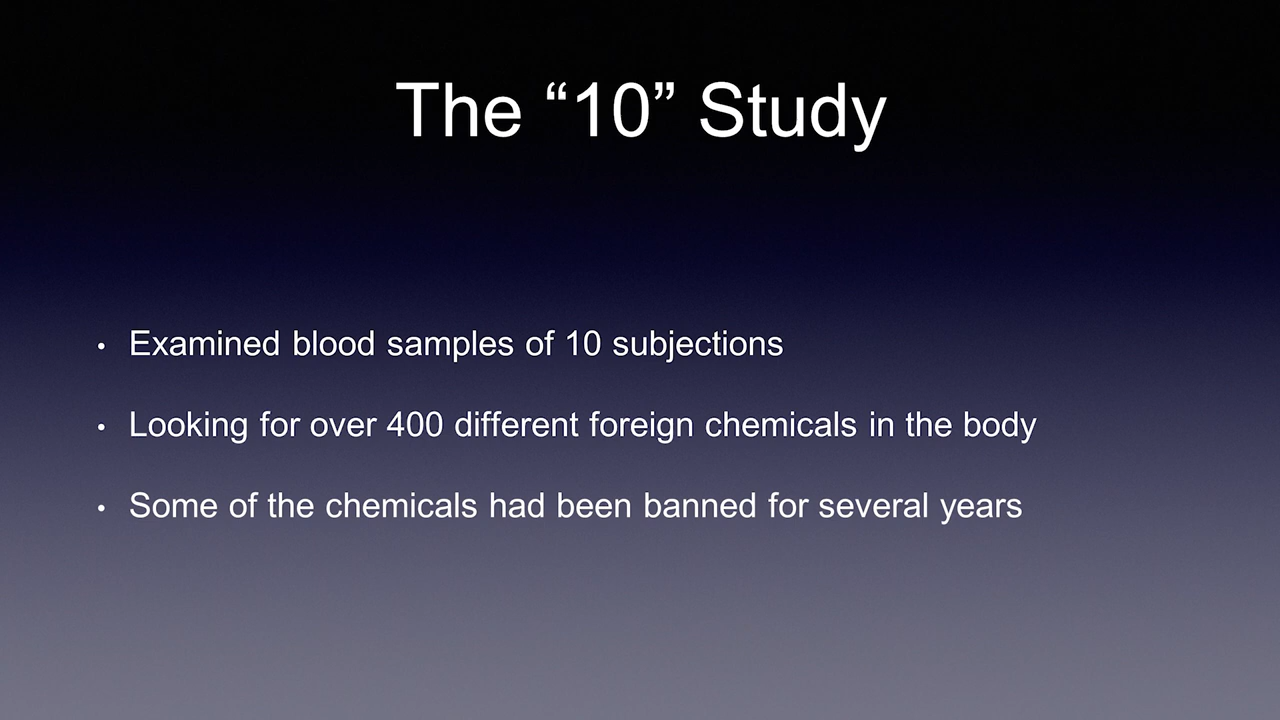 The “10” Study
• Examined blood samples of 10 subjections
• Looking for over 400 different foreign chemicals in the body
• Some of the chemicals had been banned for several years